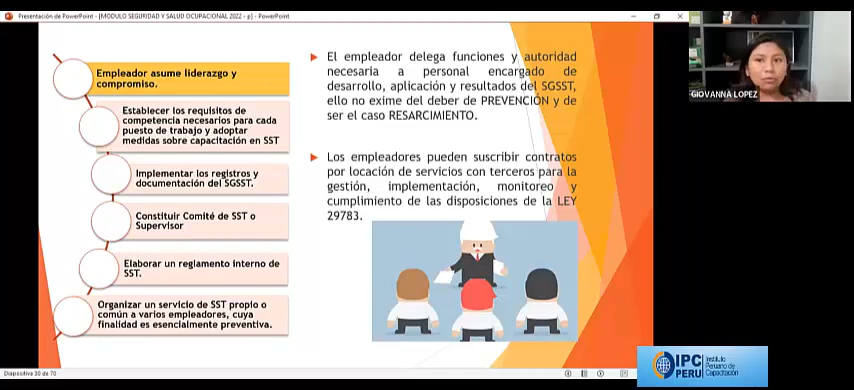 Presentación de PowerPoint - [MODULO SEGURIDAD Y SALUD OCUPACIONAL 2022 - p] - PowerPoint
Empleador asume liderazgo y
compromiso.
Establecer los requisitos de
competencia necesarios para cada
puesto de trabajo y adoptar
medidas sobre capacitación en SST
Implementar los registros y
documentación del SGSST.
Constituir Comité de SST o
Supervisor
Elaborar un reglamento interno de
SST.
Organizar un servicio de SST propio o
común a varios empleadores, cuya
finalidad es esencialmente preventiva.
El empleador delega funciones y autoridad
necesaria a personal encargado de
desarrollo, aplicación y resultados del SGSST,
ello no exime del deber de PREVENCIÓN y de
ser el caso RESARCIMIENTO.
Los empleadores pueden suscribir contratos
por locación de servicios con terceros para la
gestión, implementación, monitoreo y
cumplimiento de las disposiciones de la LEY
29783.
GIOVANNA LOPEZ
IPC
PERU
Instituto
Peruano de
Capacitación
Diapositiva 30 de 70